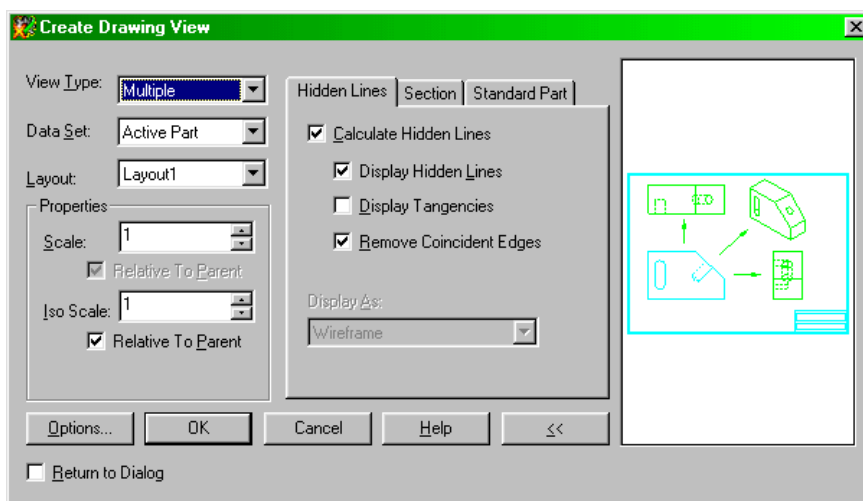 Create Drawing View
View Type: Multiple
Data Set: Active Part
Layout: Layout1
Properties
Scale: 1
Relative To Parent
Iso Scale: 1
Relative To Parent
Hidden Lines Section Standard Part
Calculate Hidden Lines
Display Hidden Lines
Display Tangencies
Remove Coincident Edges
Display As:
Wireframe
Options... OK Cancel Help <<
Return to Dialog